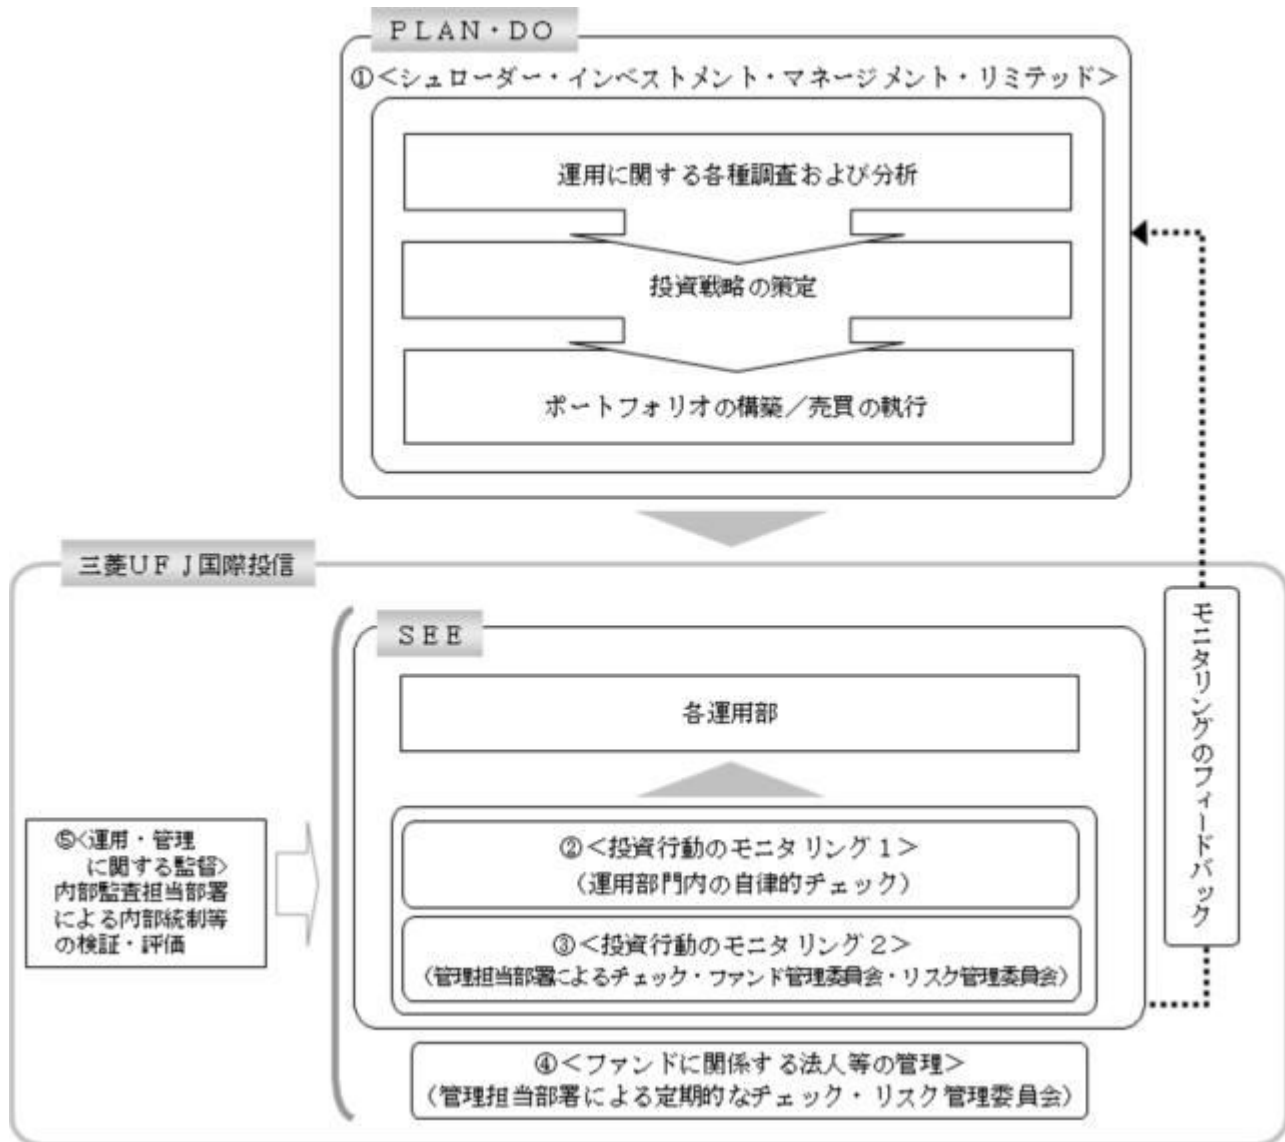 ＰＬＡＮ・ＤＯ
①＜シュローダー・インベストメント・マネージメント・リミテッド＞
運用に関する各種調査および分析
投資戦略の策定
ポートフォリオの構築／売買の執行
三菱ＵＦＪ国際投信
ＳＥＥ
各運用部
②＜投資行動のモニタリング１＞
（運用部門内の自律的チェック）
③＜投資行動のモニタリング２＞
（管理担当部署によるチェック・ファンド管理委員会・リスク管理委員会）
④＜ファンドに関係する法人等の管理＞
（管理担当部署による定期的なチェック・リスク管理委員会）
⑤＜運用・管理
に関する監督＞
内部監査担当部署
による内部統制等
の検証・評価
モニタリングのフィードバック